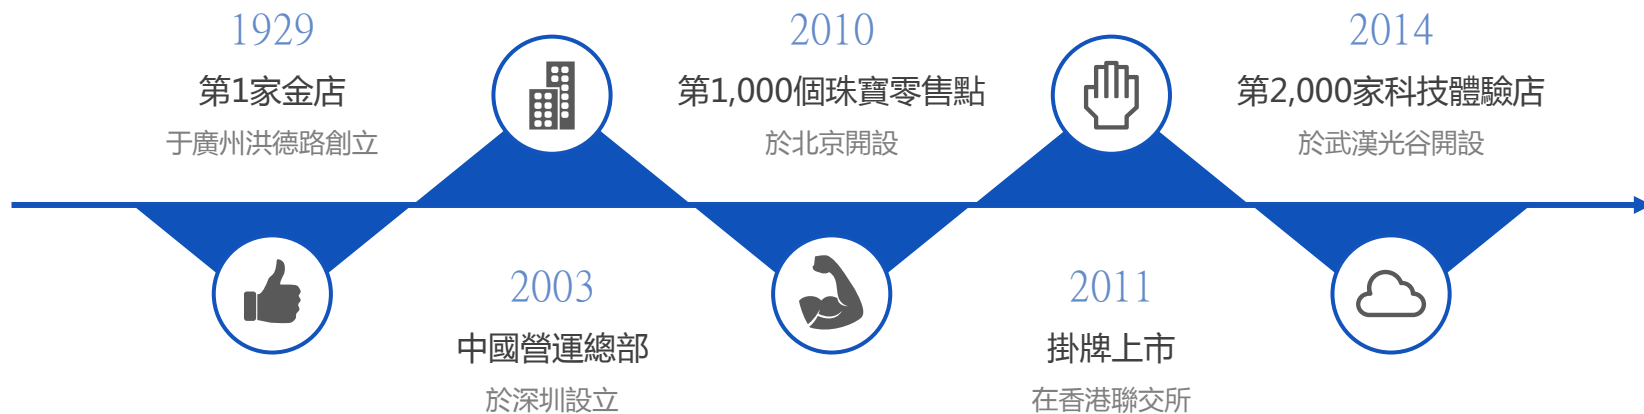 1929
第1家金店
于廣州洪德路創立
2003
中國營運總部
於深圳設立
2010
第1,000個珠寶零售點
於北京開設
2011
掛牌上市
在香港聯交所
2014
第2,000家科技體驗店
於武漢光谷開設